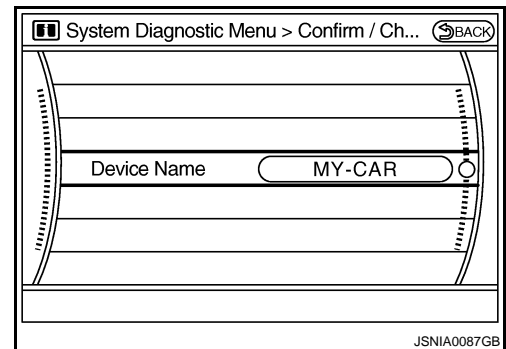 System Diagnostic Menu > Confirm / Ch... BACK
Device Name MY-CAR
JSNIA0087GB